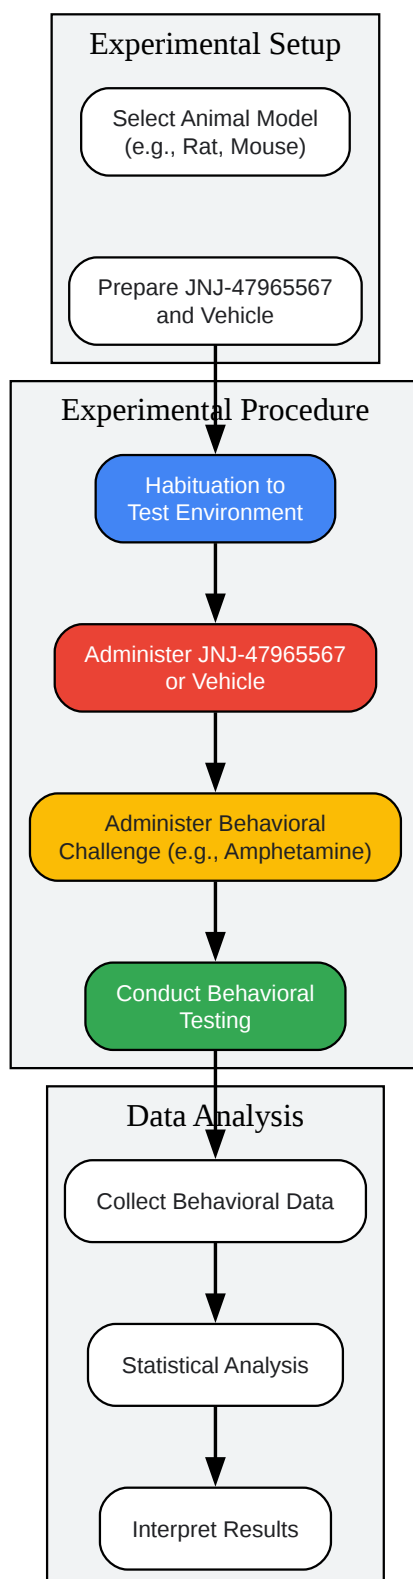 Experimental Setup
Select Animal Model
(e.g., Rat, Mouse)
Prepare JNJ-47965567
and Vehicle
Experimental Procedure
Habituation to
Test Environment
Administer JNJ-47965567
or Vehicle
Administer Behavioral
Challenge (e.g., Amphetamine)
Conduct Behavioral
Testing
Data Analysis
Collect Behavioral Data
Statistical Analysis
Interpret Results